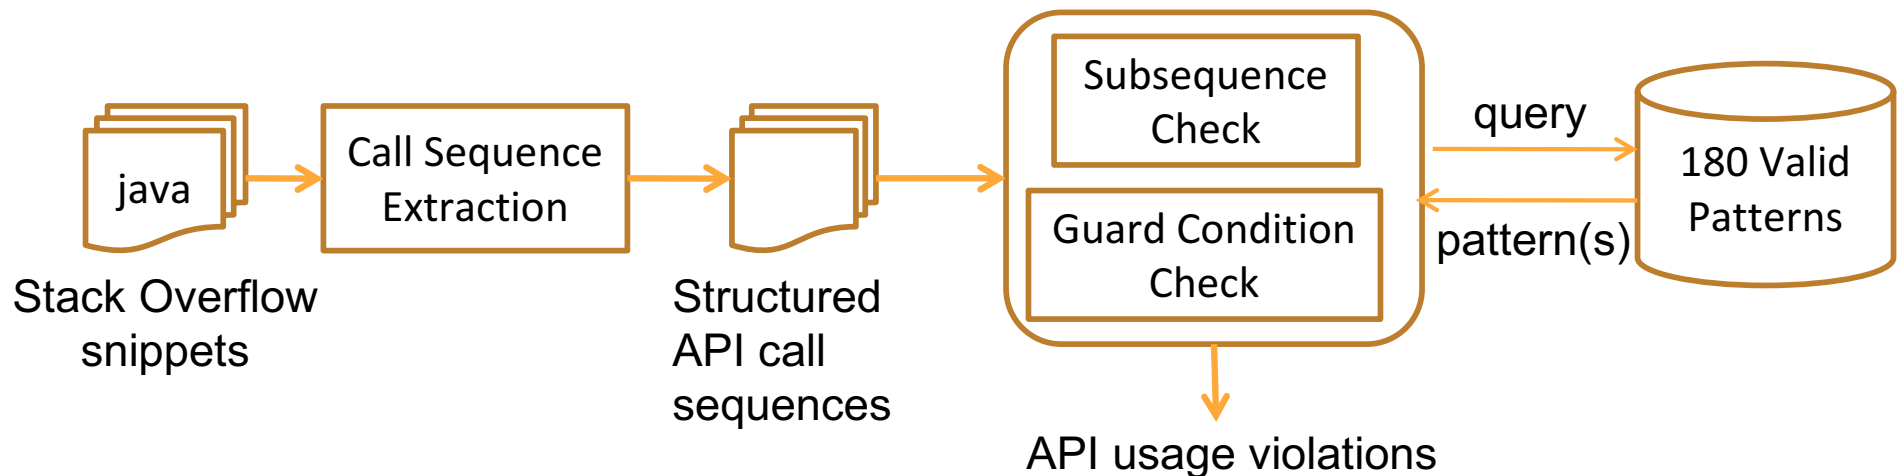 java
Stack Overflow
snippets
Call Sequence
Extraction
Structured
API call
sequences
Subsequence
Check
Guard Condition
Check
query
pattern(s)
180 Valid
Patterns
API usage violations